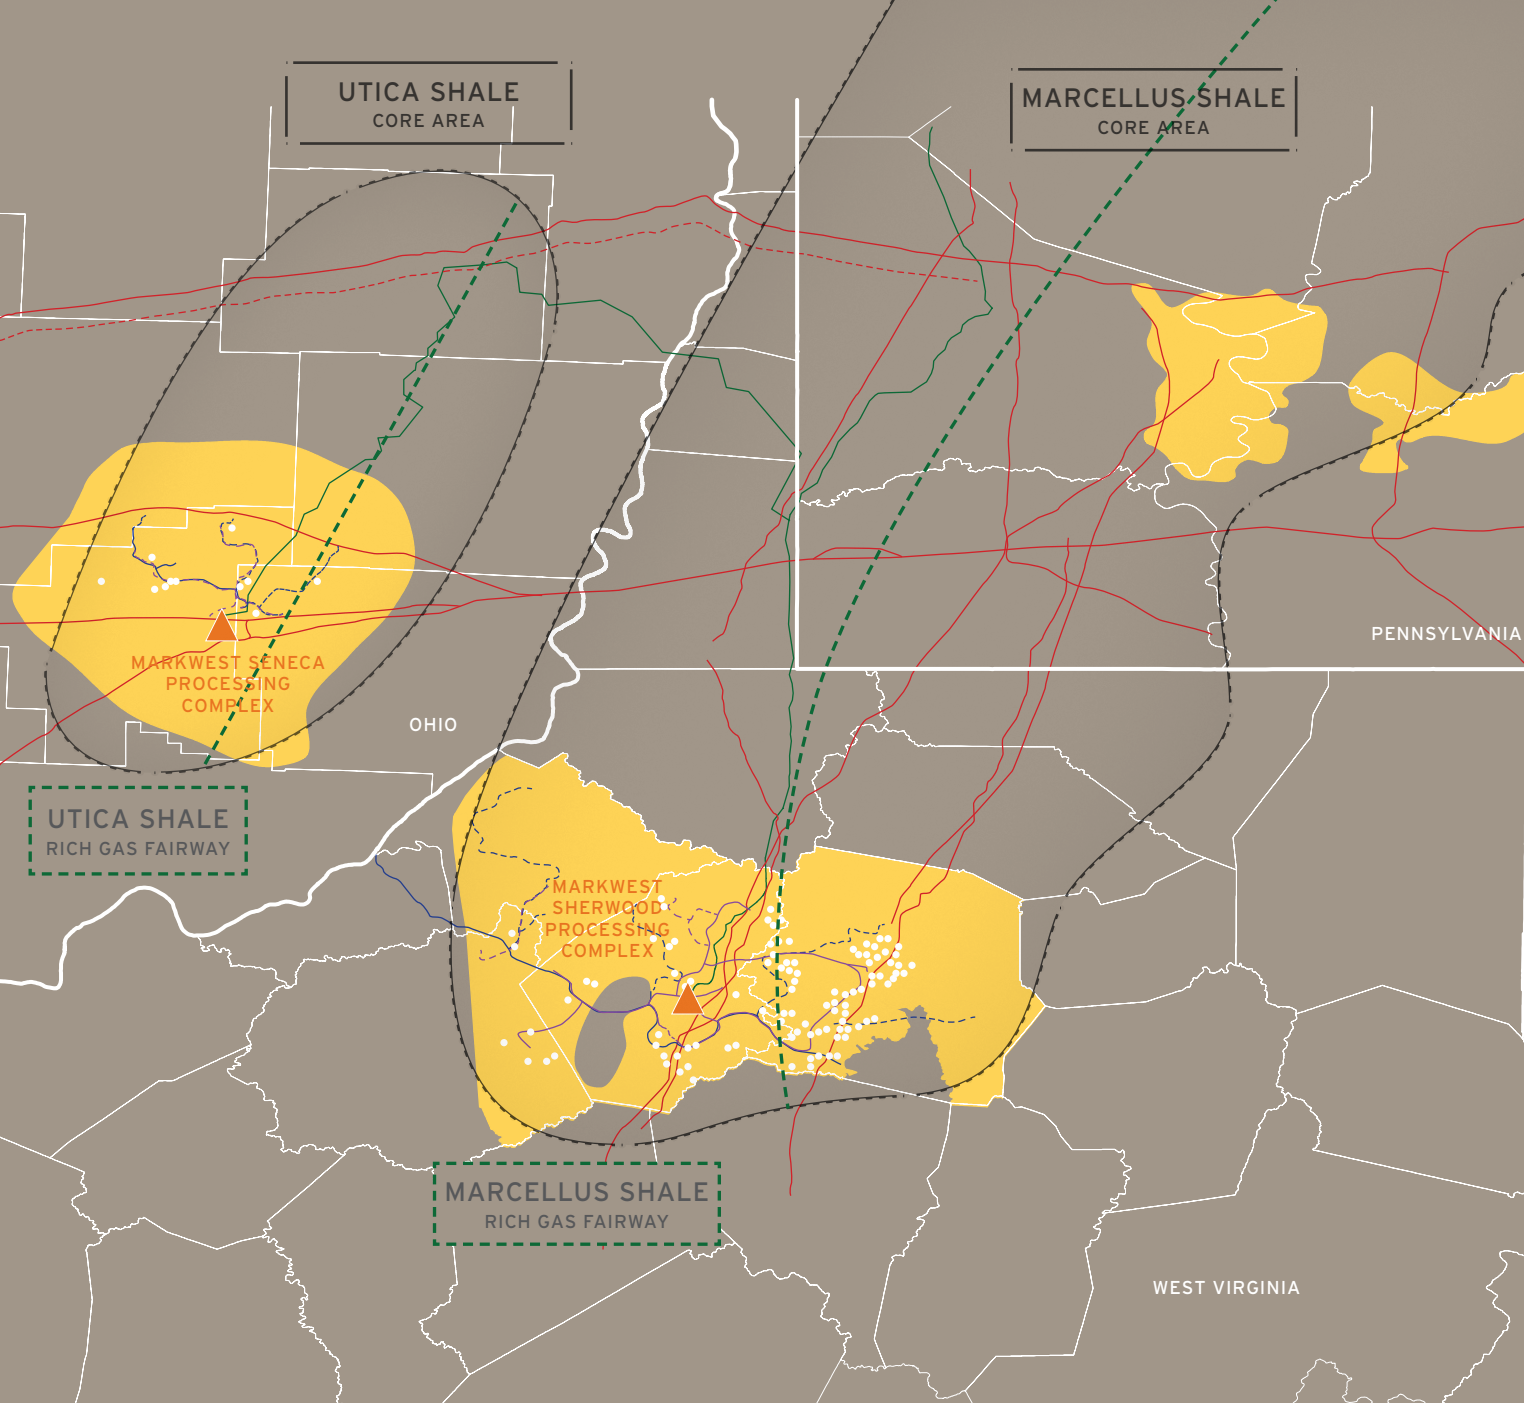 UTICA SHALE
CORE AREA
MARCELLUS SHALE
CORE AREA
PENNSYLVANIA
MARKWEST SENECA
PROCESSING
COMPLEX
OHIO
UTICA SHALE
RICH GAS FAIRWAY
MARKWEST
SHERWOOD
PROCESSING
COMPLEX
MARCELLUS SHALE
RICH GAS FAIRWAY
WEST VIRGINIA